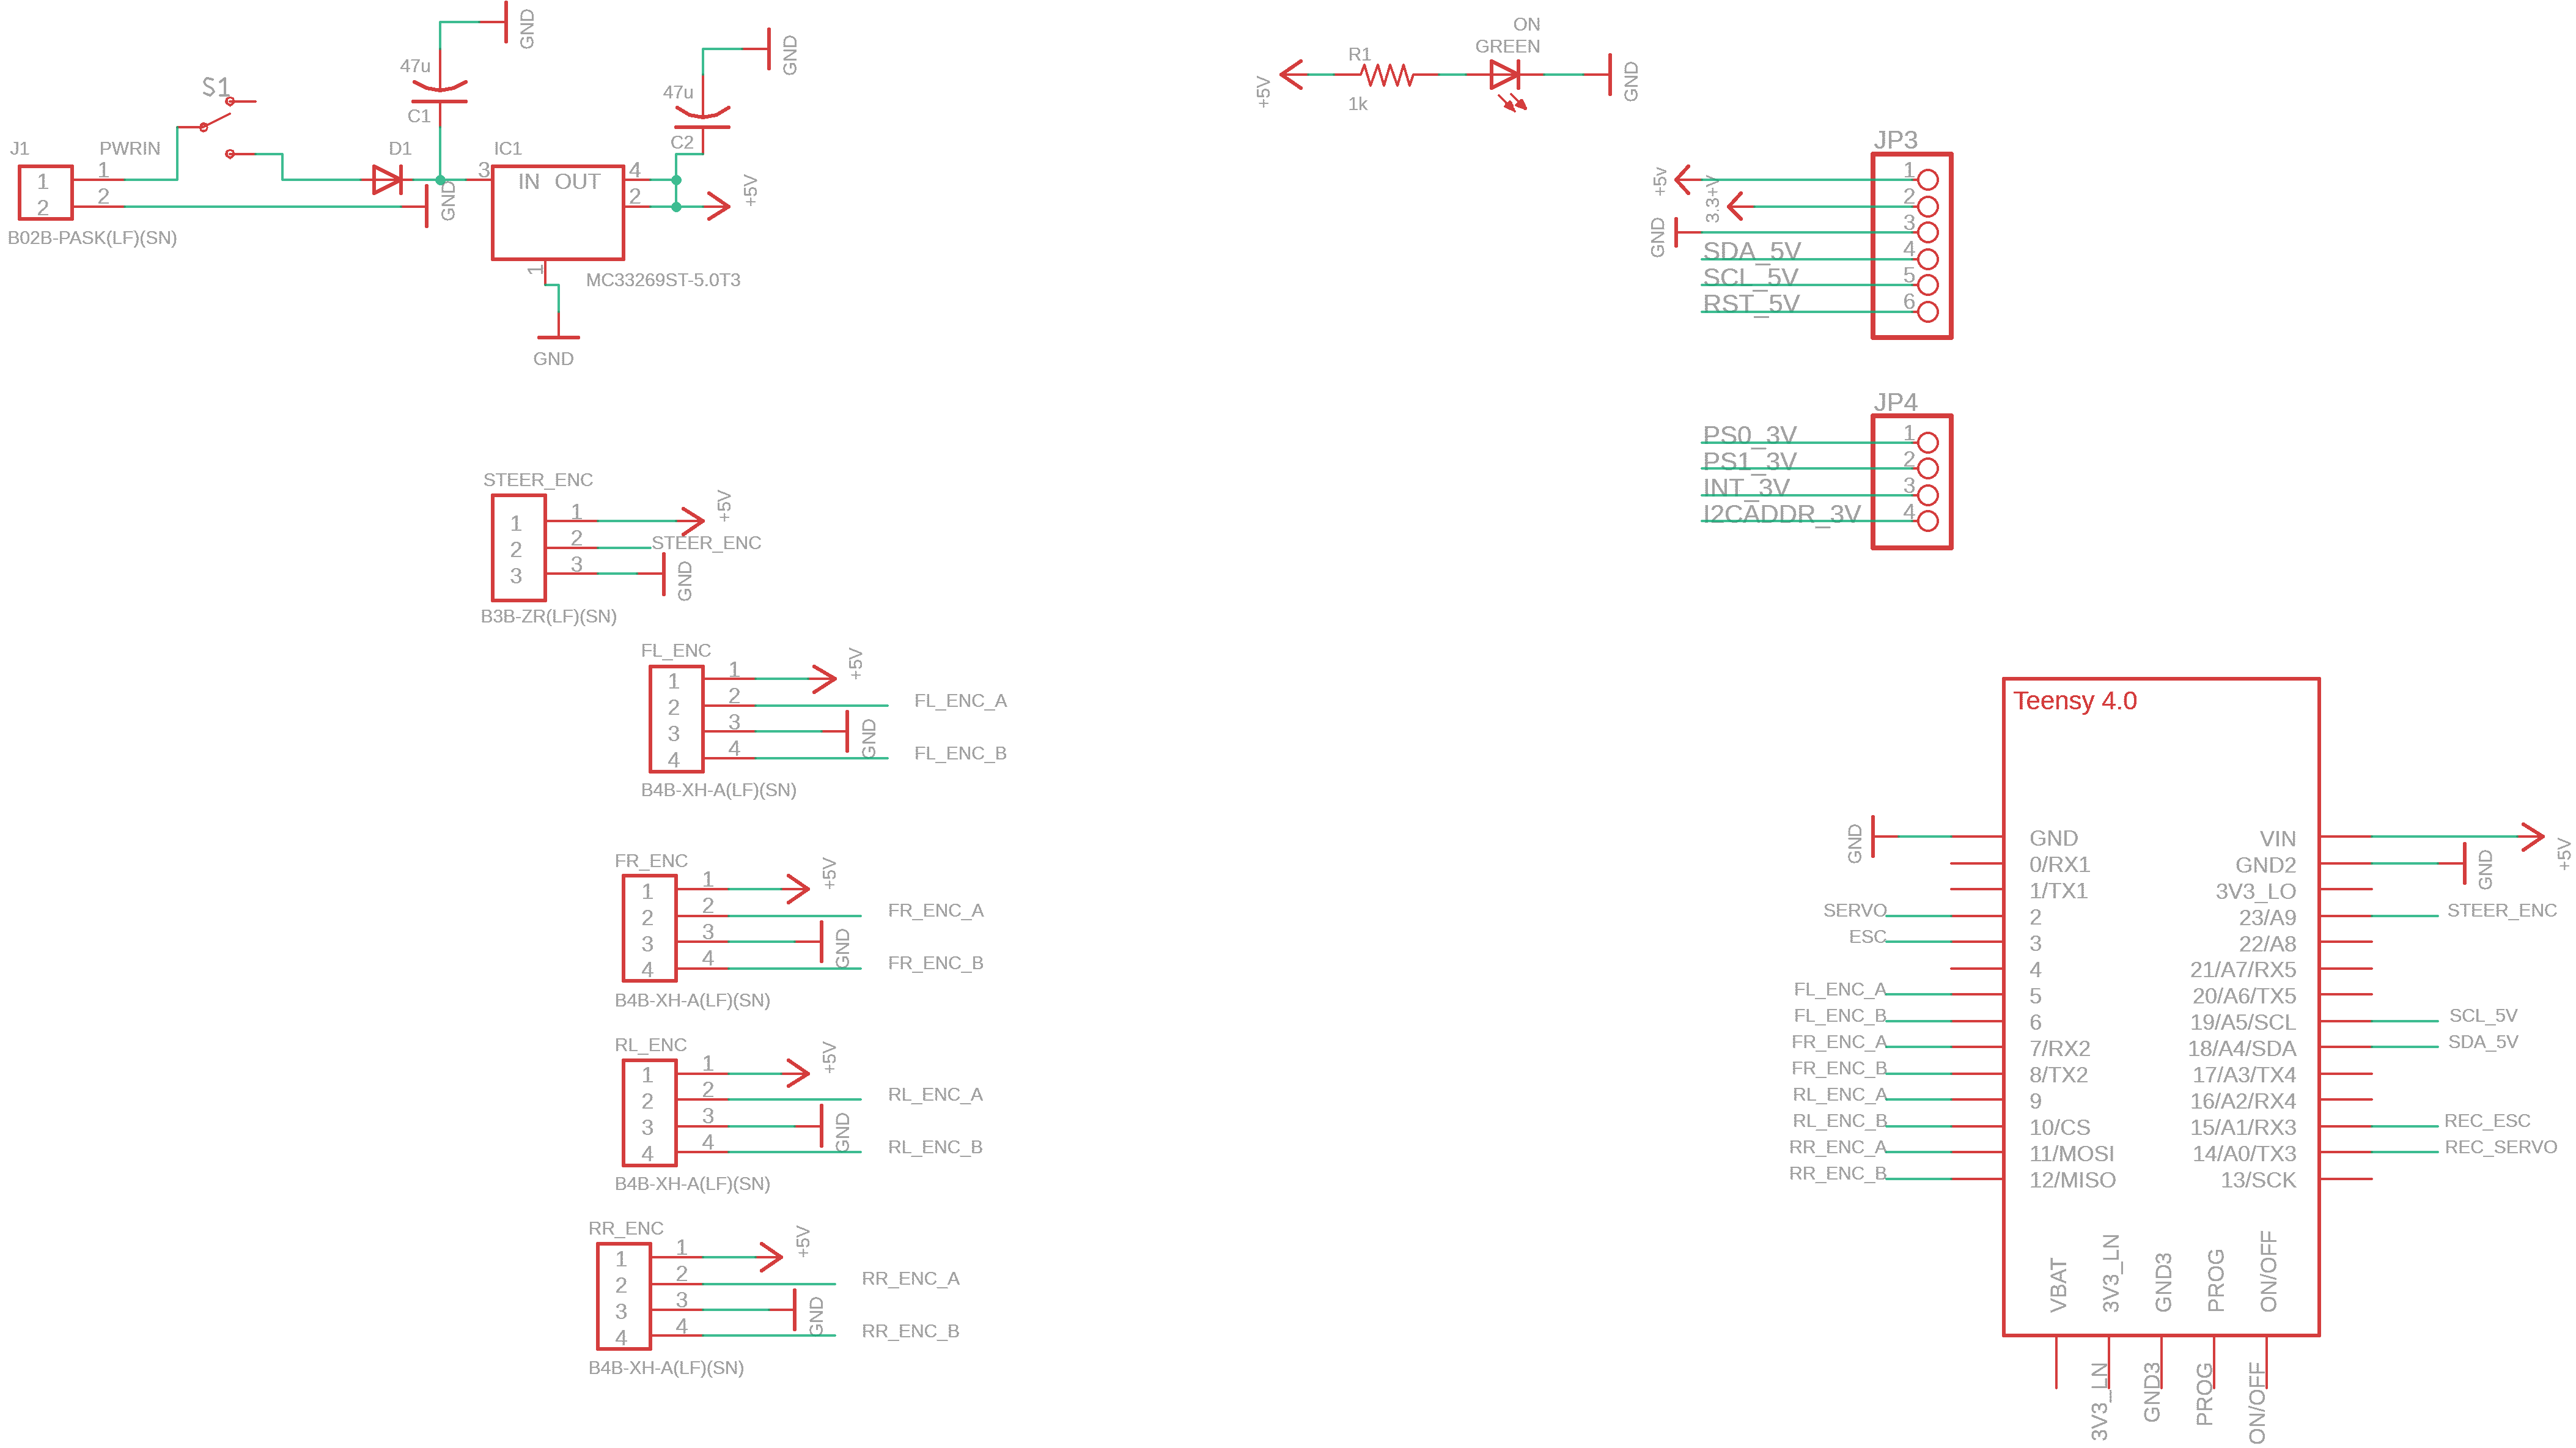 GND
47u
C1
S1
J1
PWRIN
1
2
1
2
B02B-PASK(LF)(SN)
D1
GND
IC1
3
IN OUT
4
2
1
MC33269ST-5.0T3
GND
GND
47u
C2
+5V
+5V
R1
1k
ON
GREEN
GND
JP3
+5v
3.3+V
GND
SDA_5V
SCL_5V
RST_5V
1
2
3
4
5
6
JP4
PS0_3V
PS1_3V
INT_3V
I2CADDR_3V
1
2
3
4
STEER_ENC
1
2
3
1
2
3
+5V
STEER_ENC
GND
B3B-ZR(LF)(SN)
FL_ENC
1
2
3
4
1
2
3
4
+5V
FL_ENC_A
GND
FL_ENC_B
B4B-XH-A(LF)(SN)
FR_ENC
1
2
3
4
1
2
3
4
+5V
FR_ENC_A
GND
FR_ENC_B
B4B-XH-A(LF)(SN)
RL_ENC
1
2
3
4
1
2
3
4
+5V
RL_ENC_A
GND
RL_ENC_B
B4B-XH-A(LF)(SN)
RR_ENC
1
2
3
4
1
2
3
4
+5V
RR_ENC_A
GND
RR_ENC_B
B4B-XH-A(LF)(SN)
Teensy 4.0
GND
SERVO
ESC
FL_ENC_A
FL_ENC_B
FR_ENC_A
FR_ENC_B
RL_ENC_A
RL_ENC_B
RR_ENC_A
RR_ENC_B
GND
0/RX1
1/TX1
2
3
4
5
6
7/RX2
8/TX2
9
10/CS
11/MOSI
12/MISO
VIN
GND2
3V3_LO
23/A9
22/A8
21/A7/RX5
20/A6/TX5
19/A5/SCL
18/A4/SDA
17/A3/TX4
16/A2/RX4
15/A1/RX3
14/A0/TX3
13/SCK
+5V
GND
STEER_ENC
SCL_5V
SDA_5V
REC_ESC
REC_SERVO
VBAT
3V3_LN
GND3
PROG
ON/OFF
3V3_LN
GND3
PROG
ON/OFF